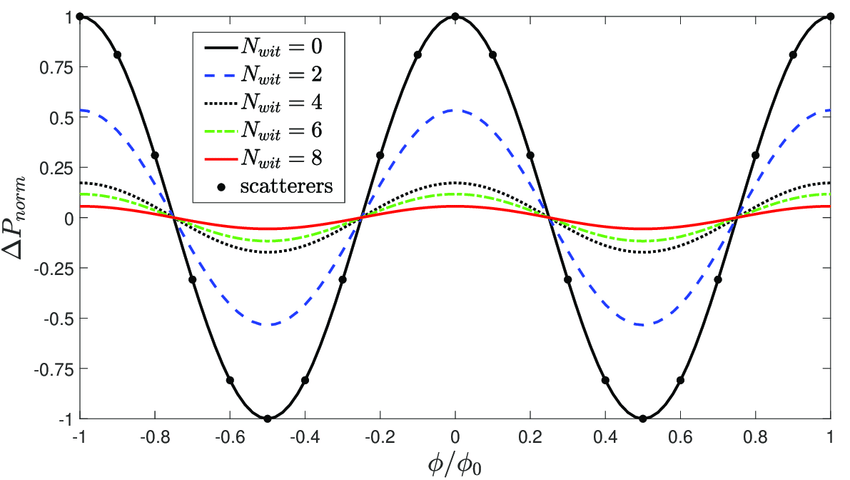 1
0.75
0.5
0.25
0
-0.25
-0.5
-0.75
-1
ΔP_norm
N_wit = 0
N_wit = 2
N_wit = 4
N_wit = 6
N_wit = 8
scatterers
-1 -0.8 -0.6 -0.4 -0.2 0 0.2 0.4 0.6 0.8 1
ϕ/ϕ₀